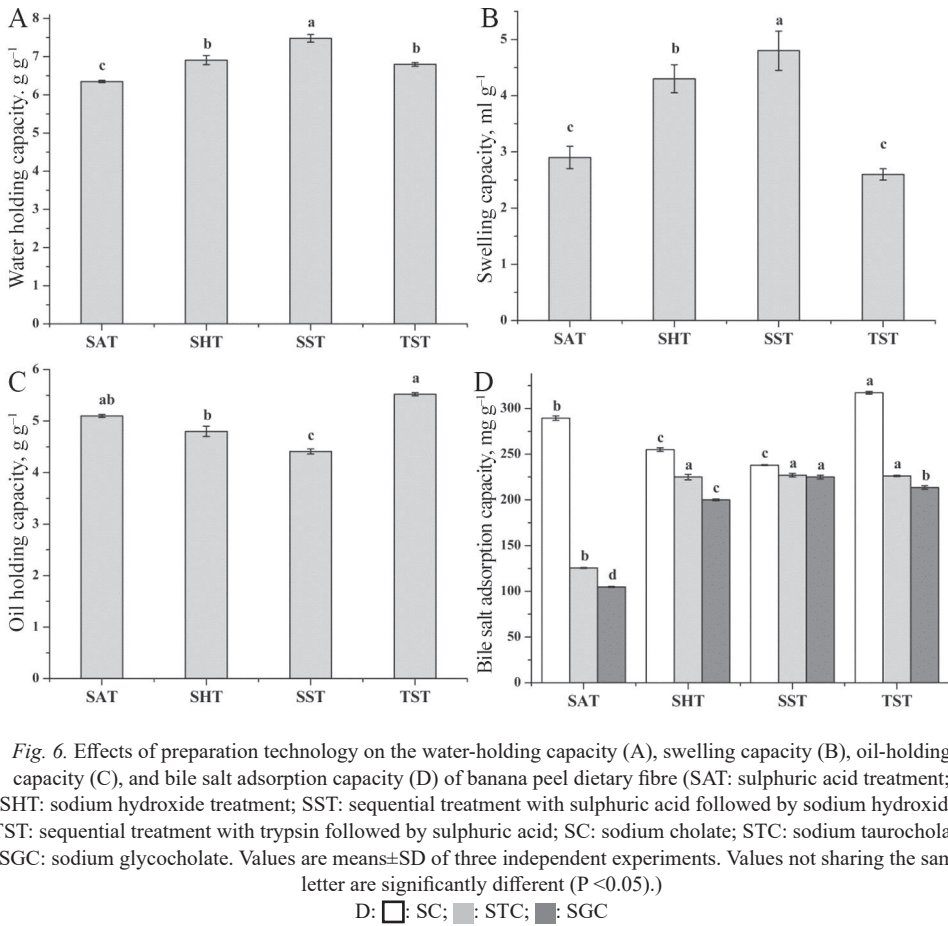 A
Water holding capacity. g g⁻¹
8
7
6
5
4
3
2
1
0
c
b
a
b
SAT SHT SST TST
B
Swelling capacity, ml g⁻¹
5
4
3
2
1
0
c
b
a
c
SAT SHT SST TST
C
Oil holding capacity, g g⁻¹
6
5
4
3
2
1
0
ab
b
c
a
SAT SHT SST TST
D
Bile salt adsorption capacity, mg g⁻¹
300
250
200
150
100
50
0
b
b
d
c
a
c
c
a
a
a
a
b
SAT SHT SST TST
Fig. 6. Effects of preparation technology on the water-holding capacity (A), swelling capacity (B), oil-holding
capacity (C), and bile salt adsorption capacity (D) of banana peel dietary fibre (SAT: sulphuric acid treatment;
SHT: sodium hydroxide treatment; SST: sequential treatment with sulphuric acid followed by sodium hydroxid
TST: sequential treatment with trypsin followed by sulphuric acid; SC: sodium cholate; STC: sodium taurochola
SGC: sodium glycocholate. Values are means±SD of three independent experiments. Values not sharing the sam
letter are significantly different (P <0.05).)
D: : SC; : STC; : SGC